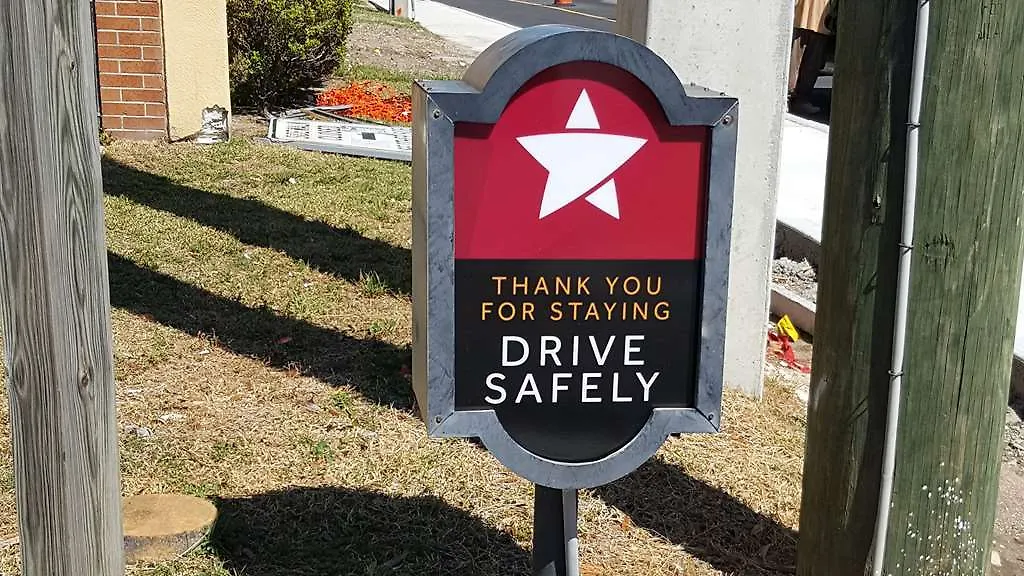 THANK YOU
FOR STAYING
DRIVE
SAFELY